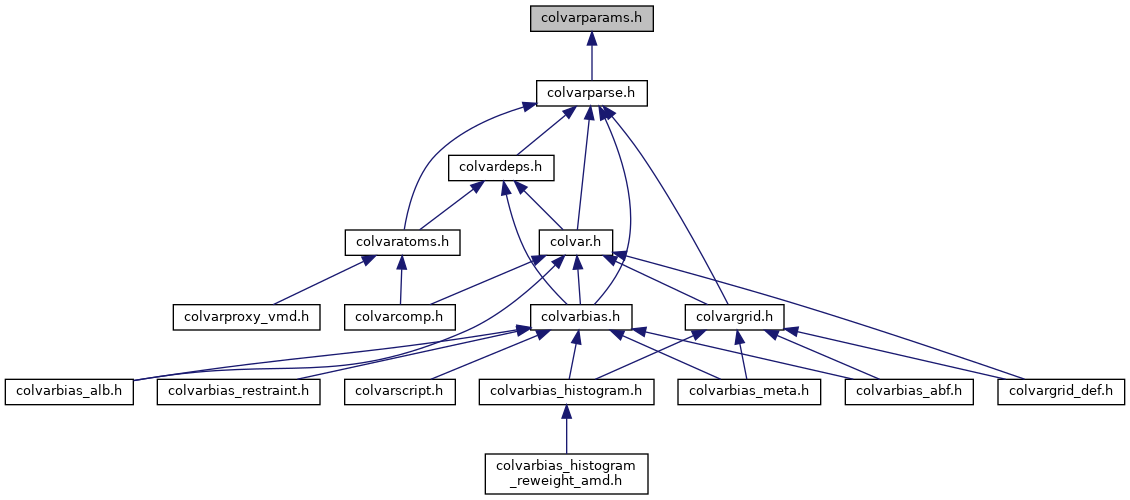 colvarparams.h
colvarparse.h
colvardeps.h
colvaratoms.h
colvar.h
colvarproxy_vmd.h
colvarcomp.h
colvarbias.h
colvargrid.h
colvarbias_alb.h
colvarbias_restraint.h
colvarscript.h
colvarbias_histogram.h
colvarbias_meta.h
colvarbias_abf.h
colvargrid_def.h
colvarbias_histogram
_reweight_amd.h